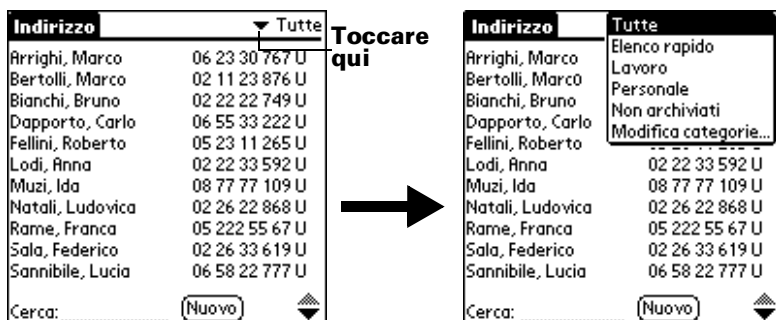 Indirizzo Tutte
Arrighi, Marco 06 23 30 767 U
Bertolli, Marco 02 11 23 876 U
Bianchi, Bruno 02 22 22 749 U
Dapporto, Carlo 06 55 33 222 U
Fellini, Roberto 05 23 11 265 U
Lodi, Anna 02 22 33 592 U
Muzi, Ida 08 77 77 109 U
Natali, Ludovica 02 26 22 868 U
Rame, Franca 05 222 55 67 U
Sala, Federico 02 26 33 619 U
Sannibile, Lucia 06 58 22 777 U
Cerca: Nuovo
Toccare
qui
Indirizzo
Tutte
Elenco rapido
Lavoro
Personale
Non archiviati
Modifica categorie...
Arrighi, Marco
Bertolli, Marco
Bianchi, Bruno
Dapporto, Carlo
Fellini, Roberto
Lodi, Anna 02 22 33 592 U
Muzi, Ida 08 77 77 109 U
Natali, Ludovica 02 26 22 868 U
Rame, Franca 05 222 55 67 U
Sala, Federico 02 26 33 619 U
Sannibile, Lucia 06 58 22 777 U
Cerca: Nuovo